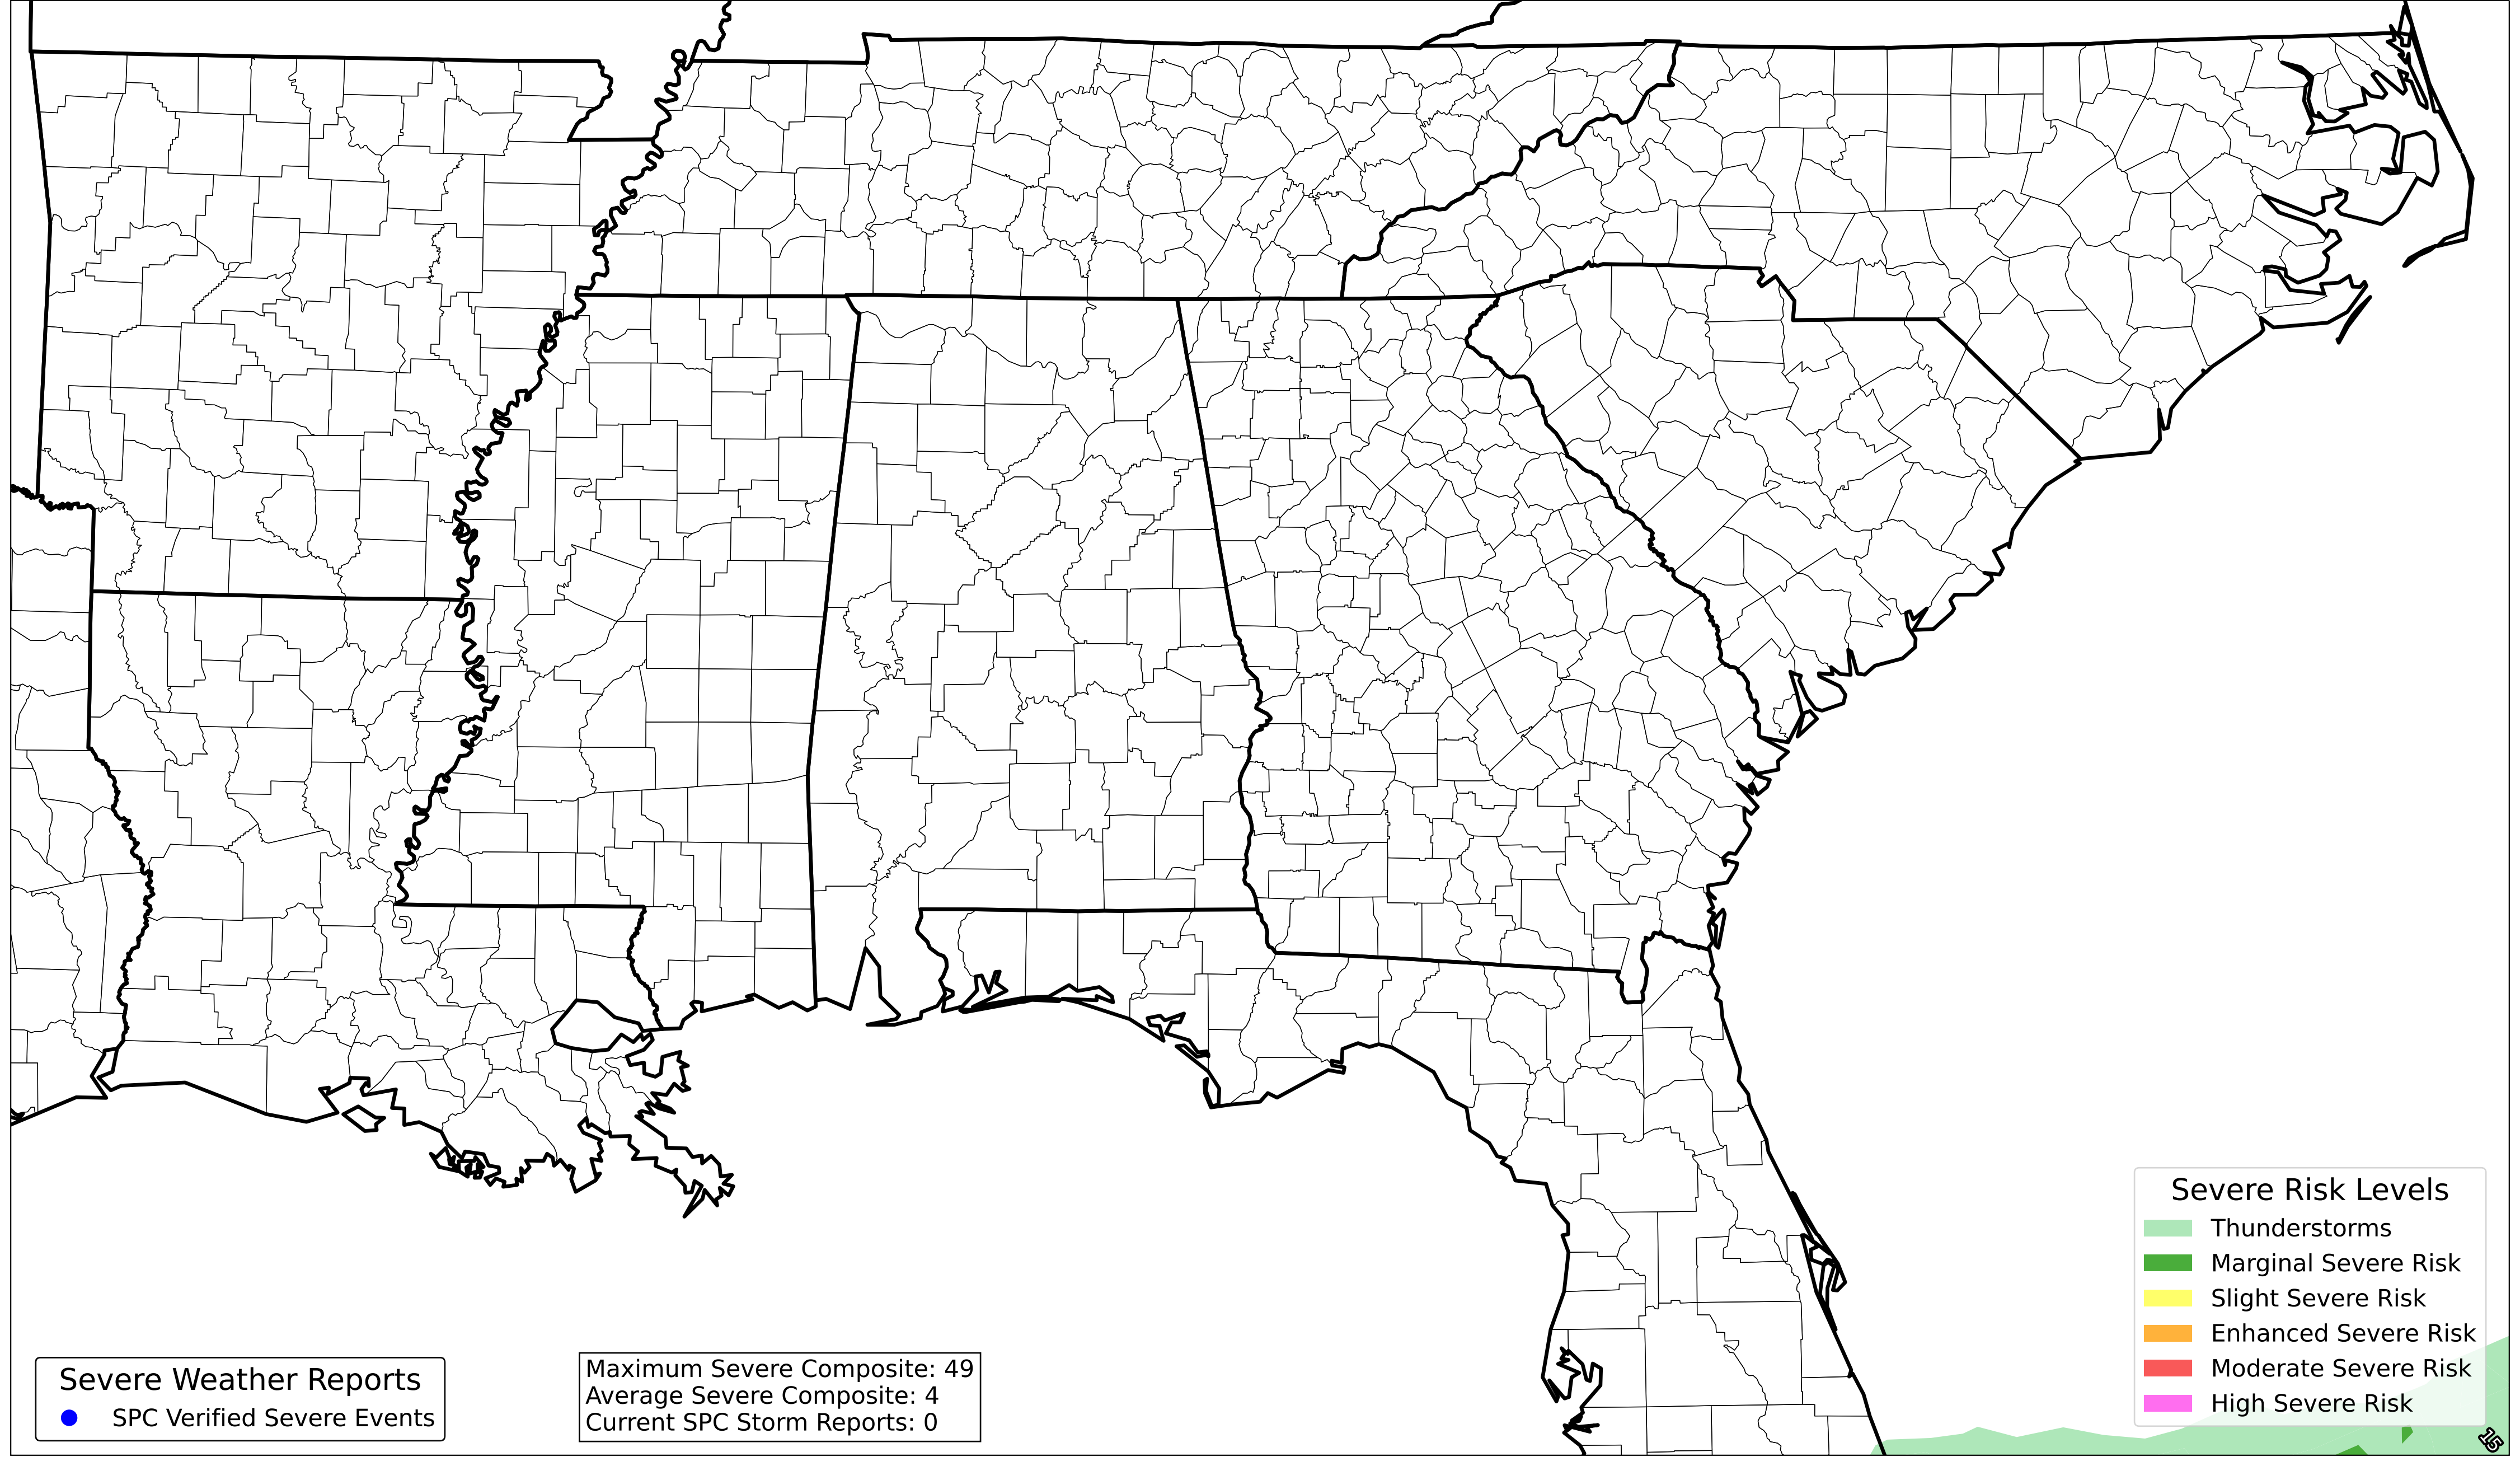 Severe Weather Reports
SPC Verified Severe Events
Maximum Severe Composite: 49
Average Severe Composite: 4
Current SPC Storm Reports: 0
Severe Risk Levels
Thunderstorms
Marginal Severe Risk
Slight Severe Risk
Enhanced Severe Risk
Moderate Severe Risk
High Severe Risk
15